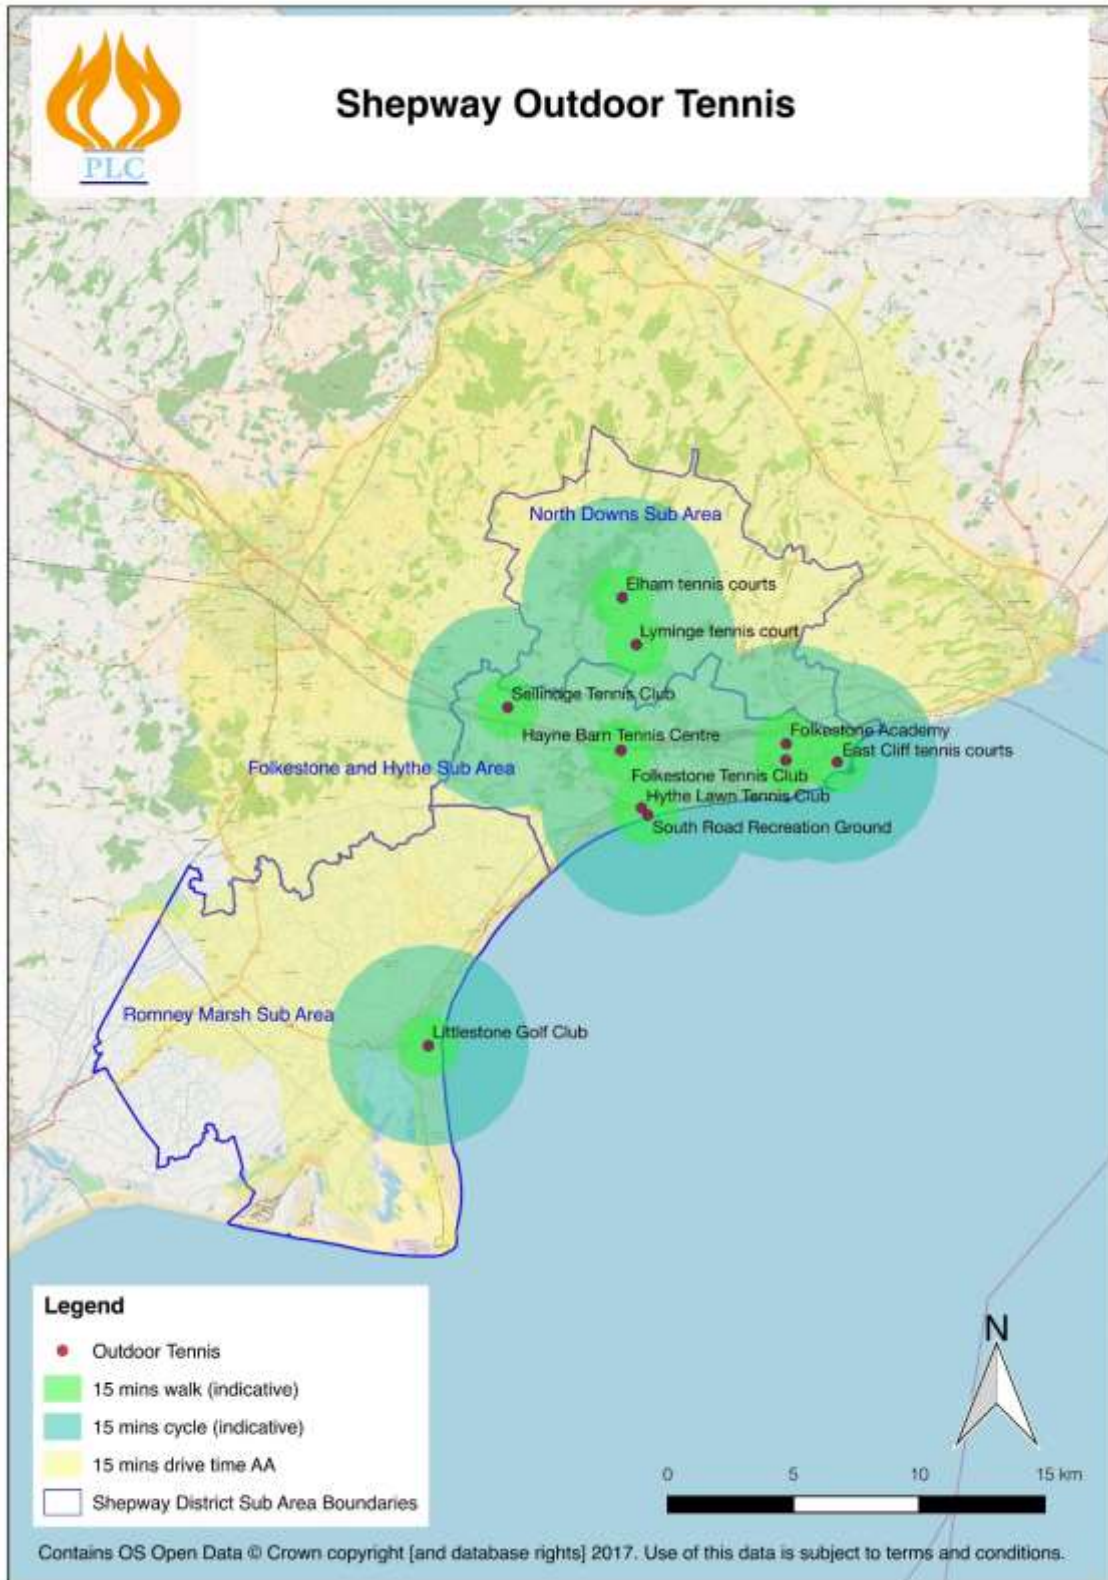 PLC
Shepway Outdoor Tennis
North Downs Sub Area
Elham tennis courts
Lyminge tennis court
Sellindge Tennis Club
Hayne Barn Tennis Centre
Folkestone Academy
East Cliff tennis courts
Folkestone and Hythe Sub Area
Folkestone Tennis Club
Hythe Lawn Tennis Club
South Road Recreation Ground
Romney Marsh Sub Area
Littlestone Golf Club
Legend
Outdoor Tennis
15 mins walk (indicative)
15 mins cycle (indicative)
15 mins drive time AA
Shepway District Sub Area Boundaries
N
0 5 10 15 km
Contains OS Open Data © Crown copyright [and database rights] 2017. Use of this data is subject to terms and conditions.